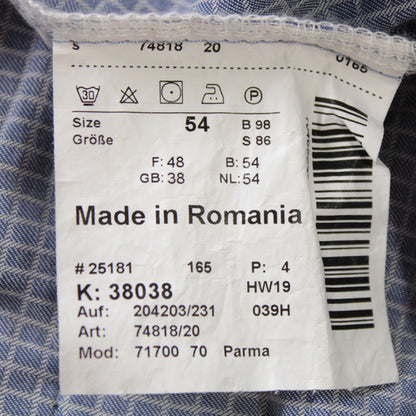 S 74818 20
0165
30 P
Size 54 B 98
Größe S 86
F: 48 B: 54
GB: 38 NL: 54
Made in Romania
# 25181 165 P: 4
K: 38038 HW19
Auf: 204203/231 039H
Art: 74818/20
Mod: 71700 70 Parma